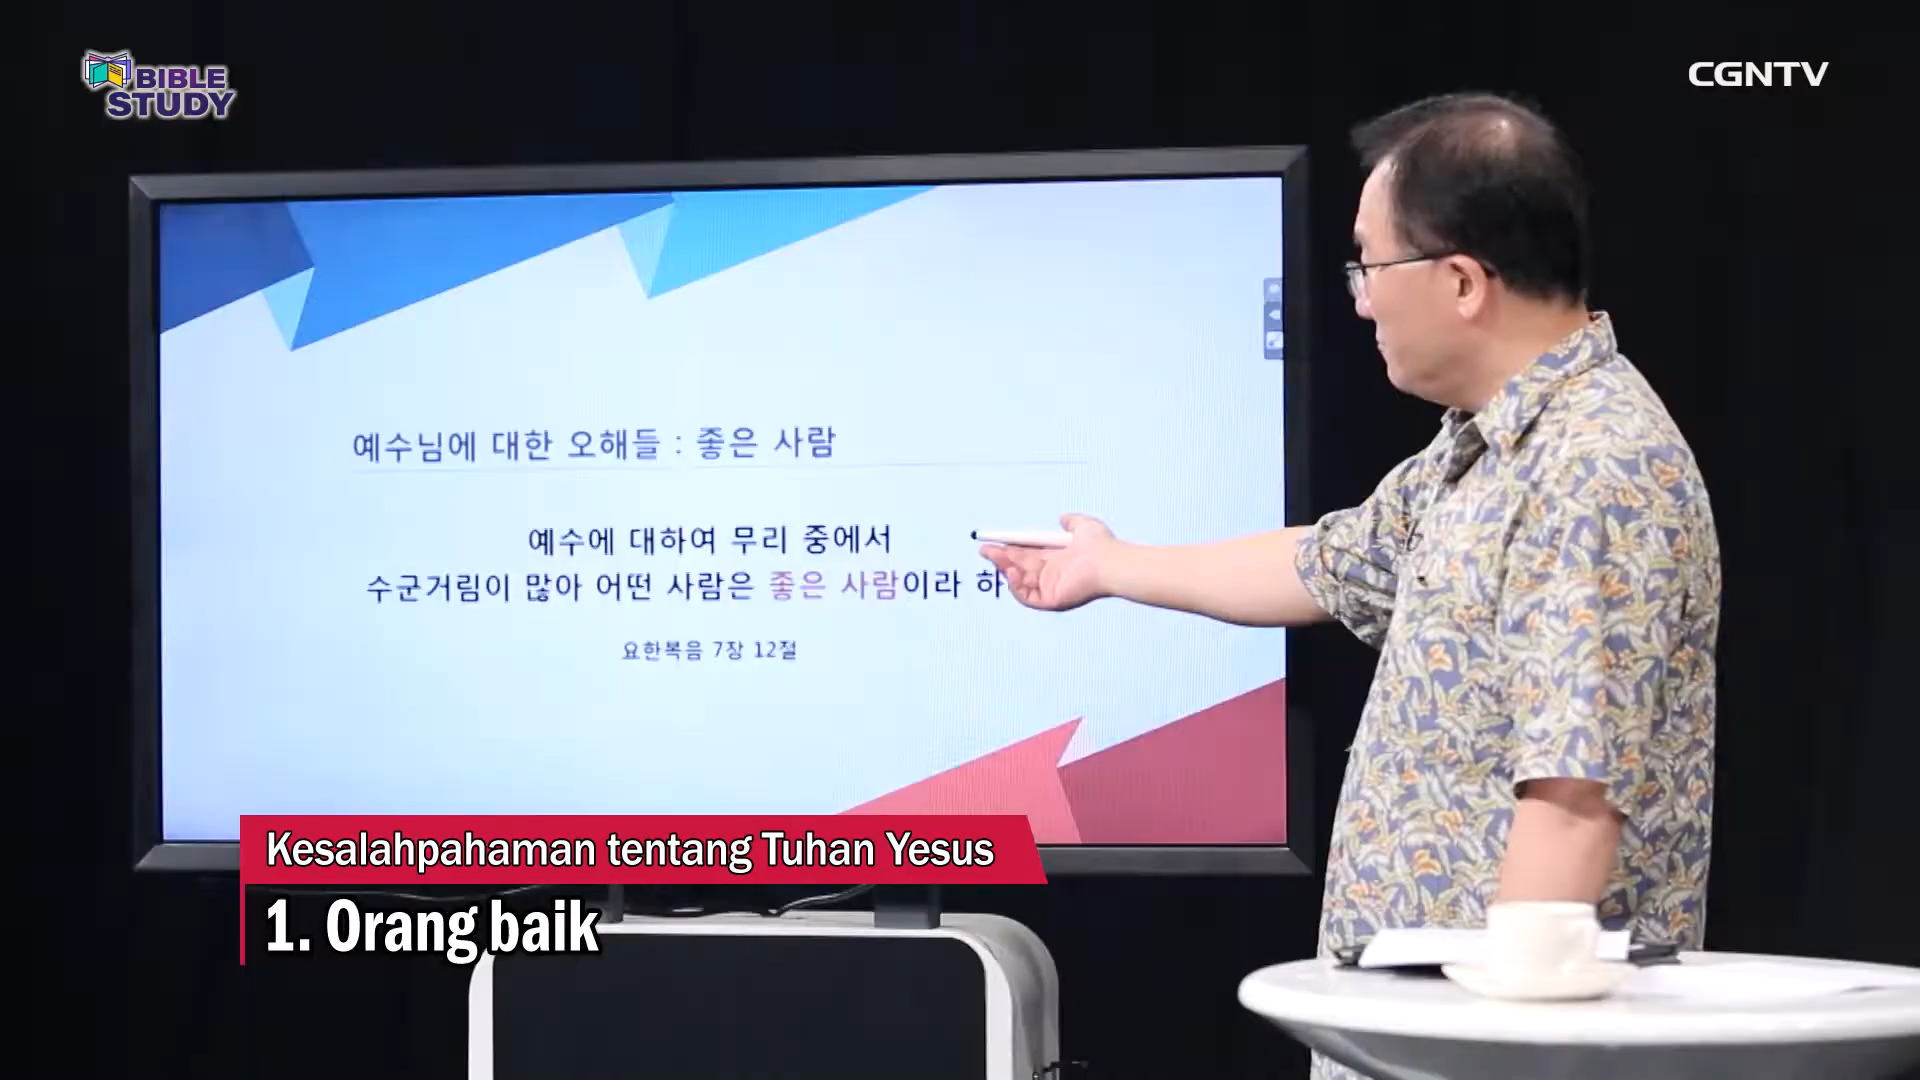 BIBLE
STUDY
CGNTV
예수님에 대한 오해들 : 좋은 사람
예수에 대하여 무리 중에서
수군거림이 많아 어떤 사람은 좋은 사람이라 하
요한복음 7장 12절
Kesalahpahaman tentang Tuhan Yesus
1. Orang baik